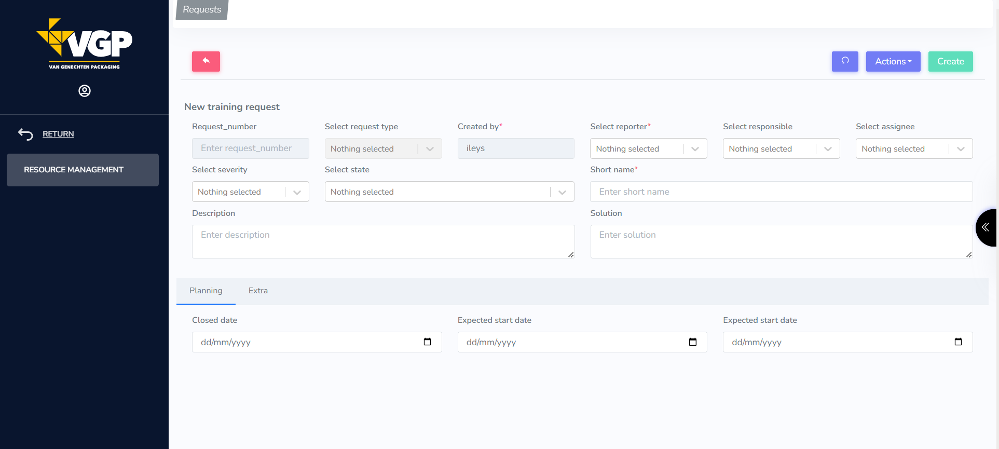 Requests
VGP
VAN GENECHTEN PACKAGING
RETURN
RESOURCE MANAGEMENT
Actions
Create
New training request
Request_number
Select request type
Created by*
Select reporter*
Select responsible
Select assignee
Enter request_number
Nothing selected
ileys
Nothing selected
Nothing selected
Nothing selected
Select severity
Select state
Short name*
Nothing selected
Nothing selected
Enter short name
Description
Solution
Enter description
Enter solution
Planning
Extra
Closed date
Expected start date
Expected start date
dd/mm/yyyy
dd/mm/yyyy
dd/mm/yyyy